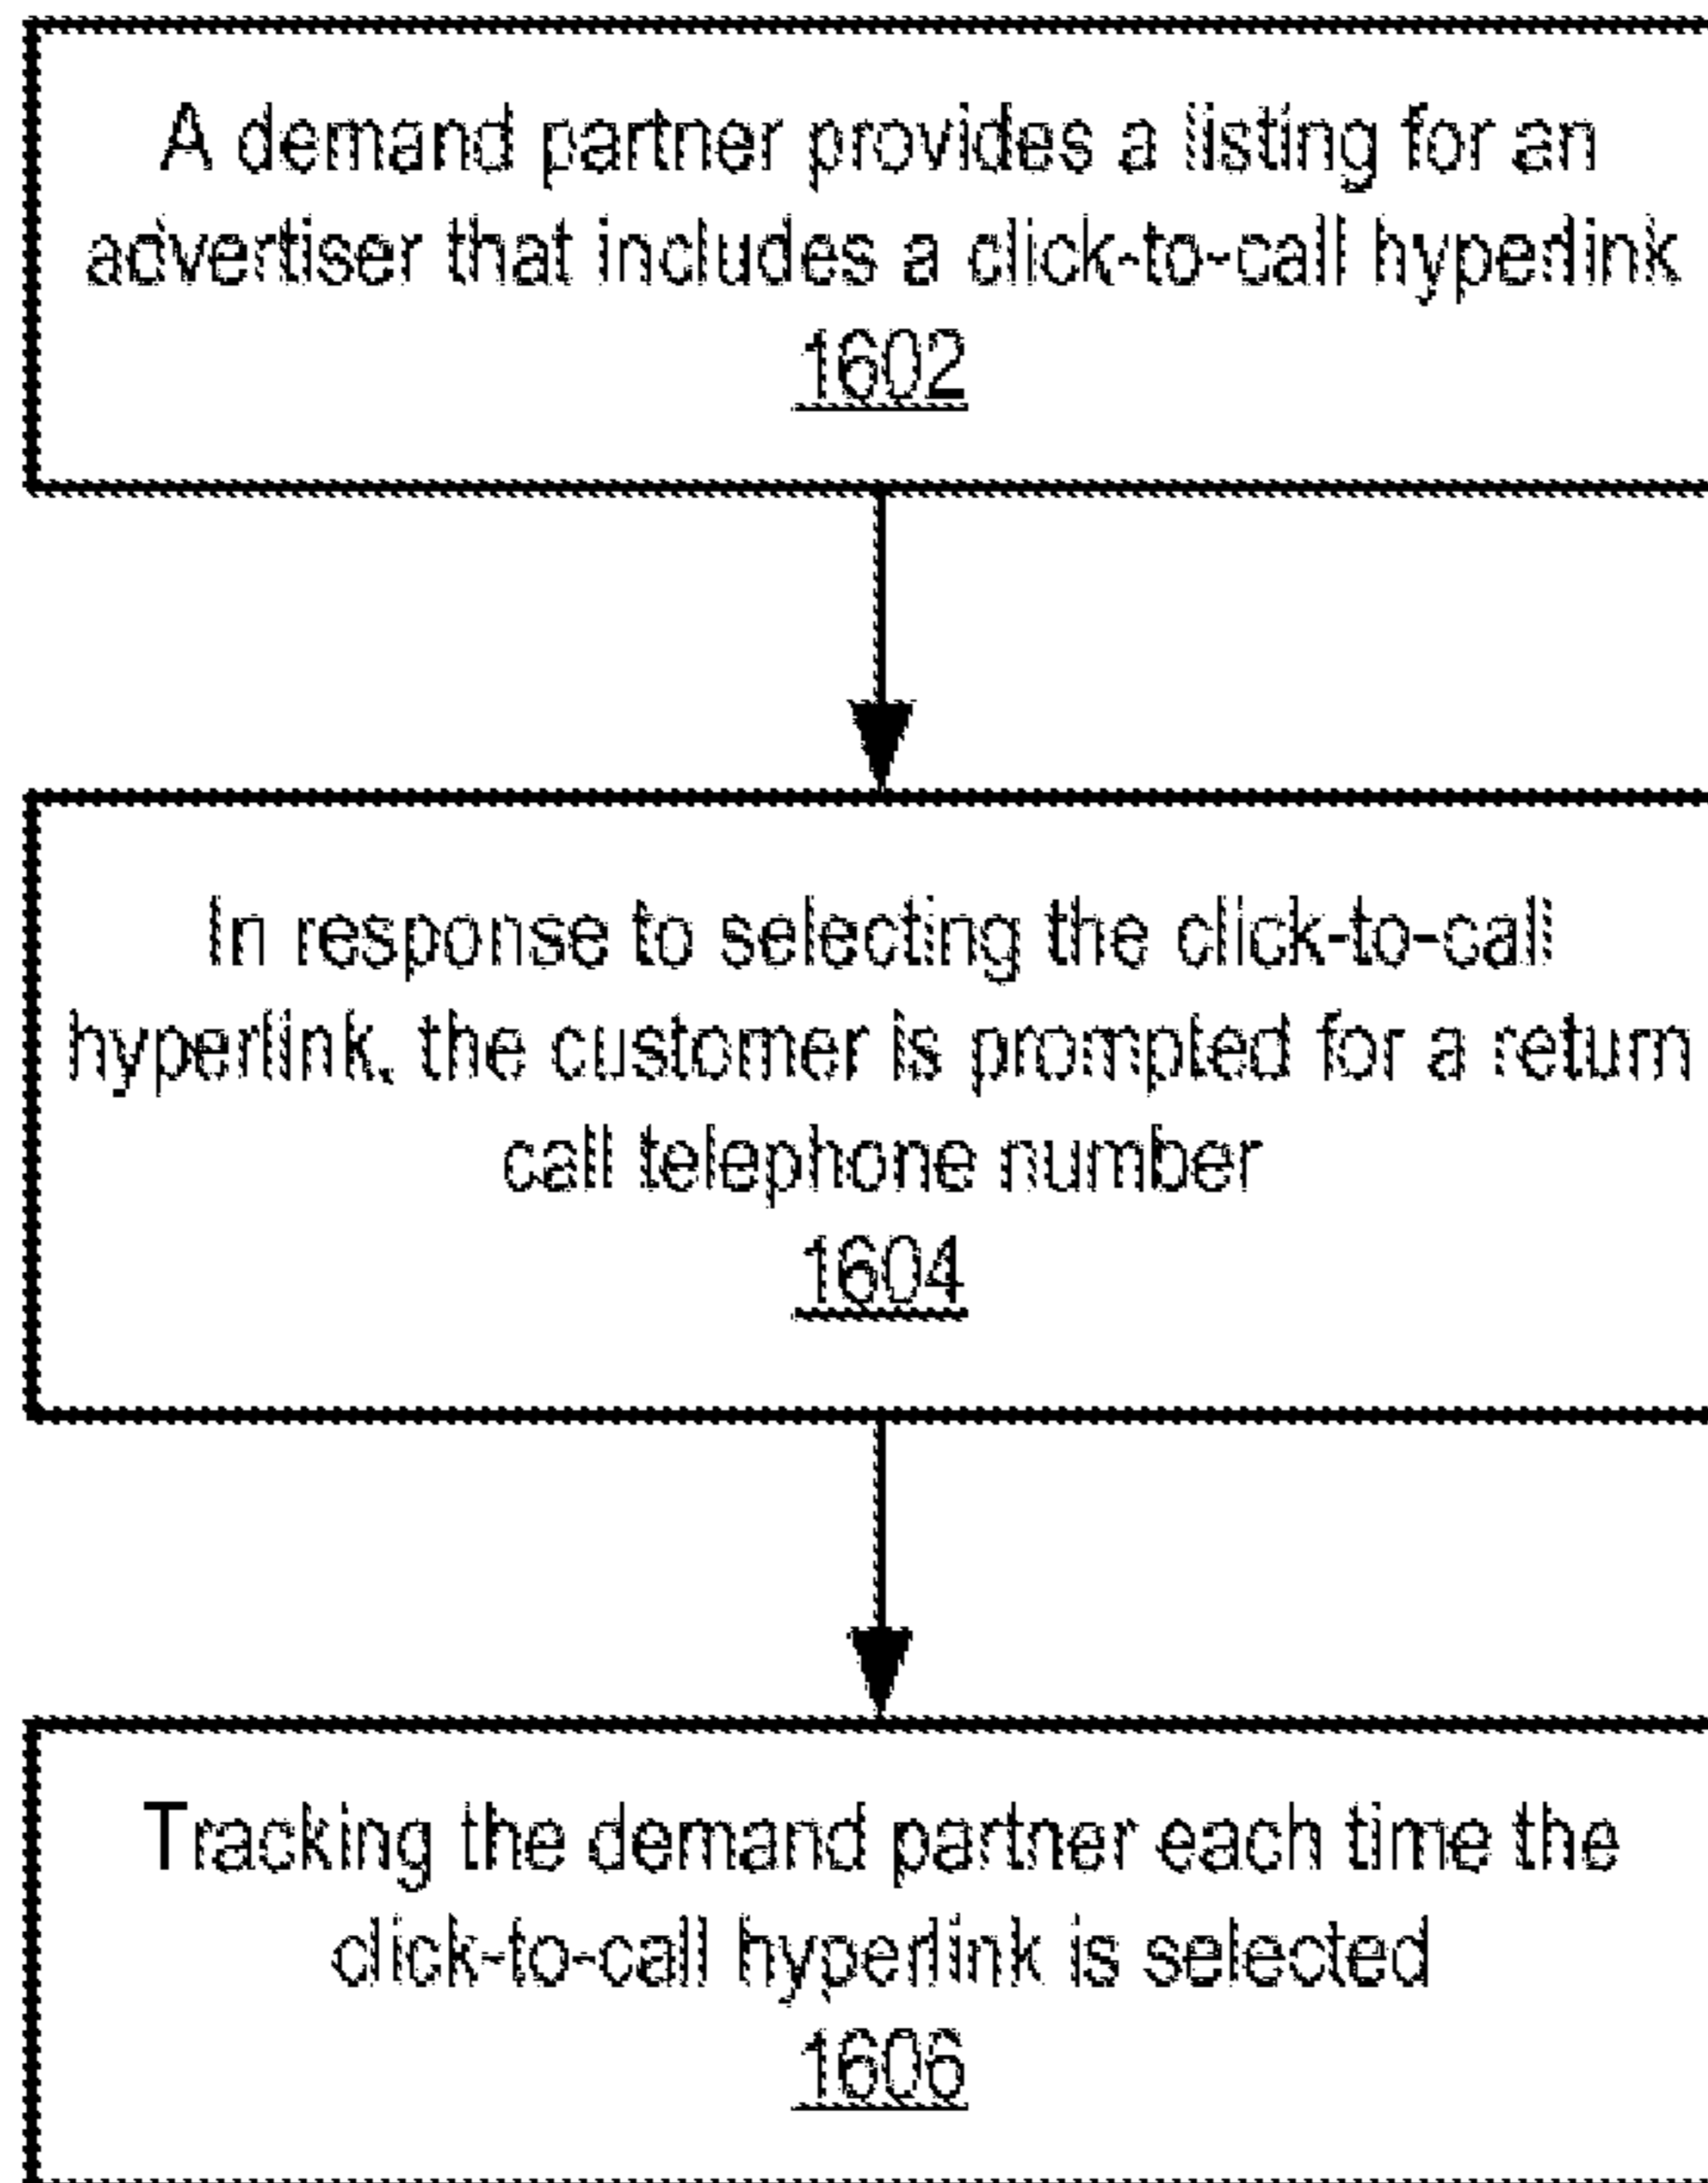 A demand partner provides a listing for an
advertiser that includes a click-to-call hyperlink
1602
In response to selecting the click-to-call
hyperlink, the customer is prompted for a return
call telephone number
1604
Tracking the demand partner each time the
click-to-call hyperlink is selected
1606